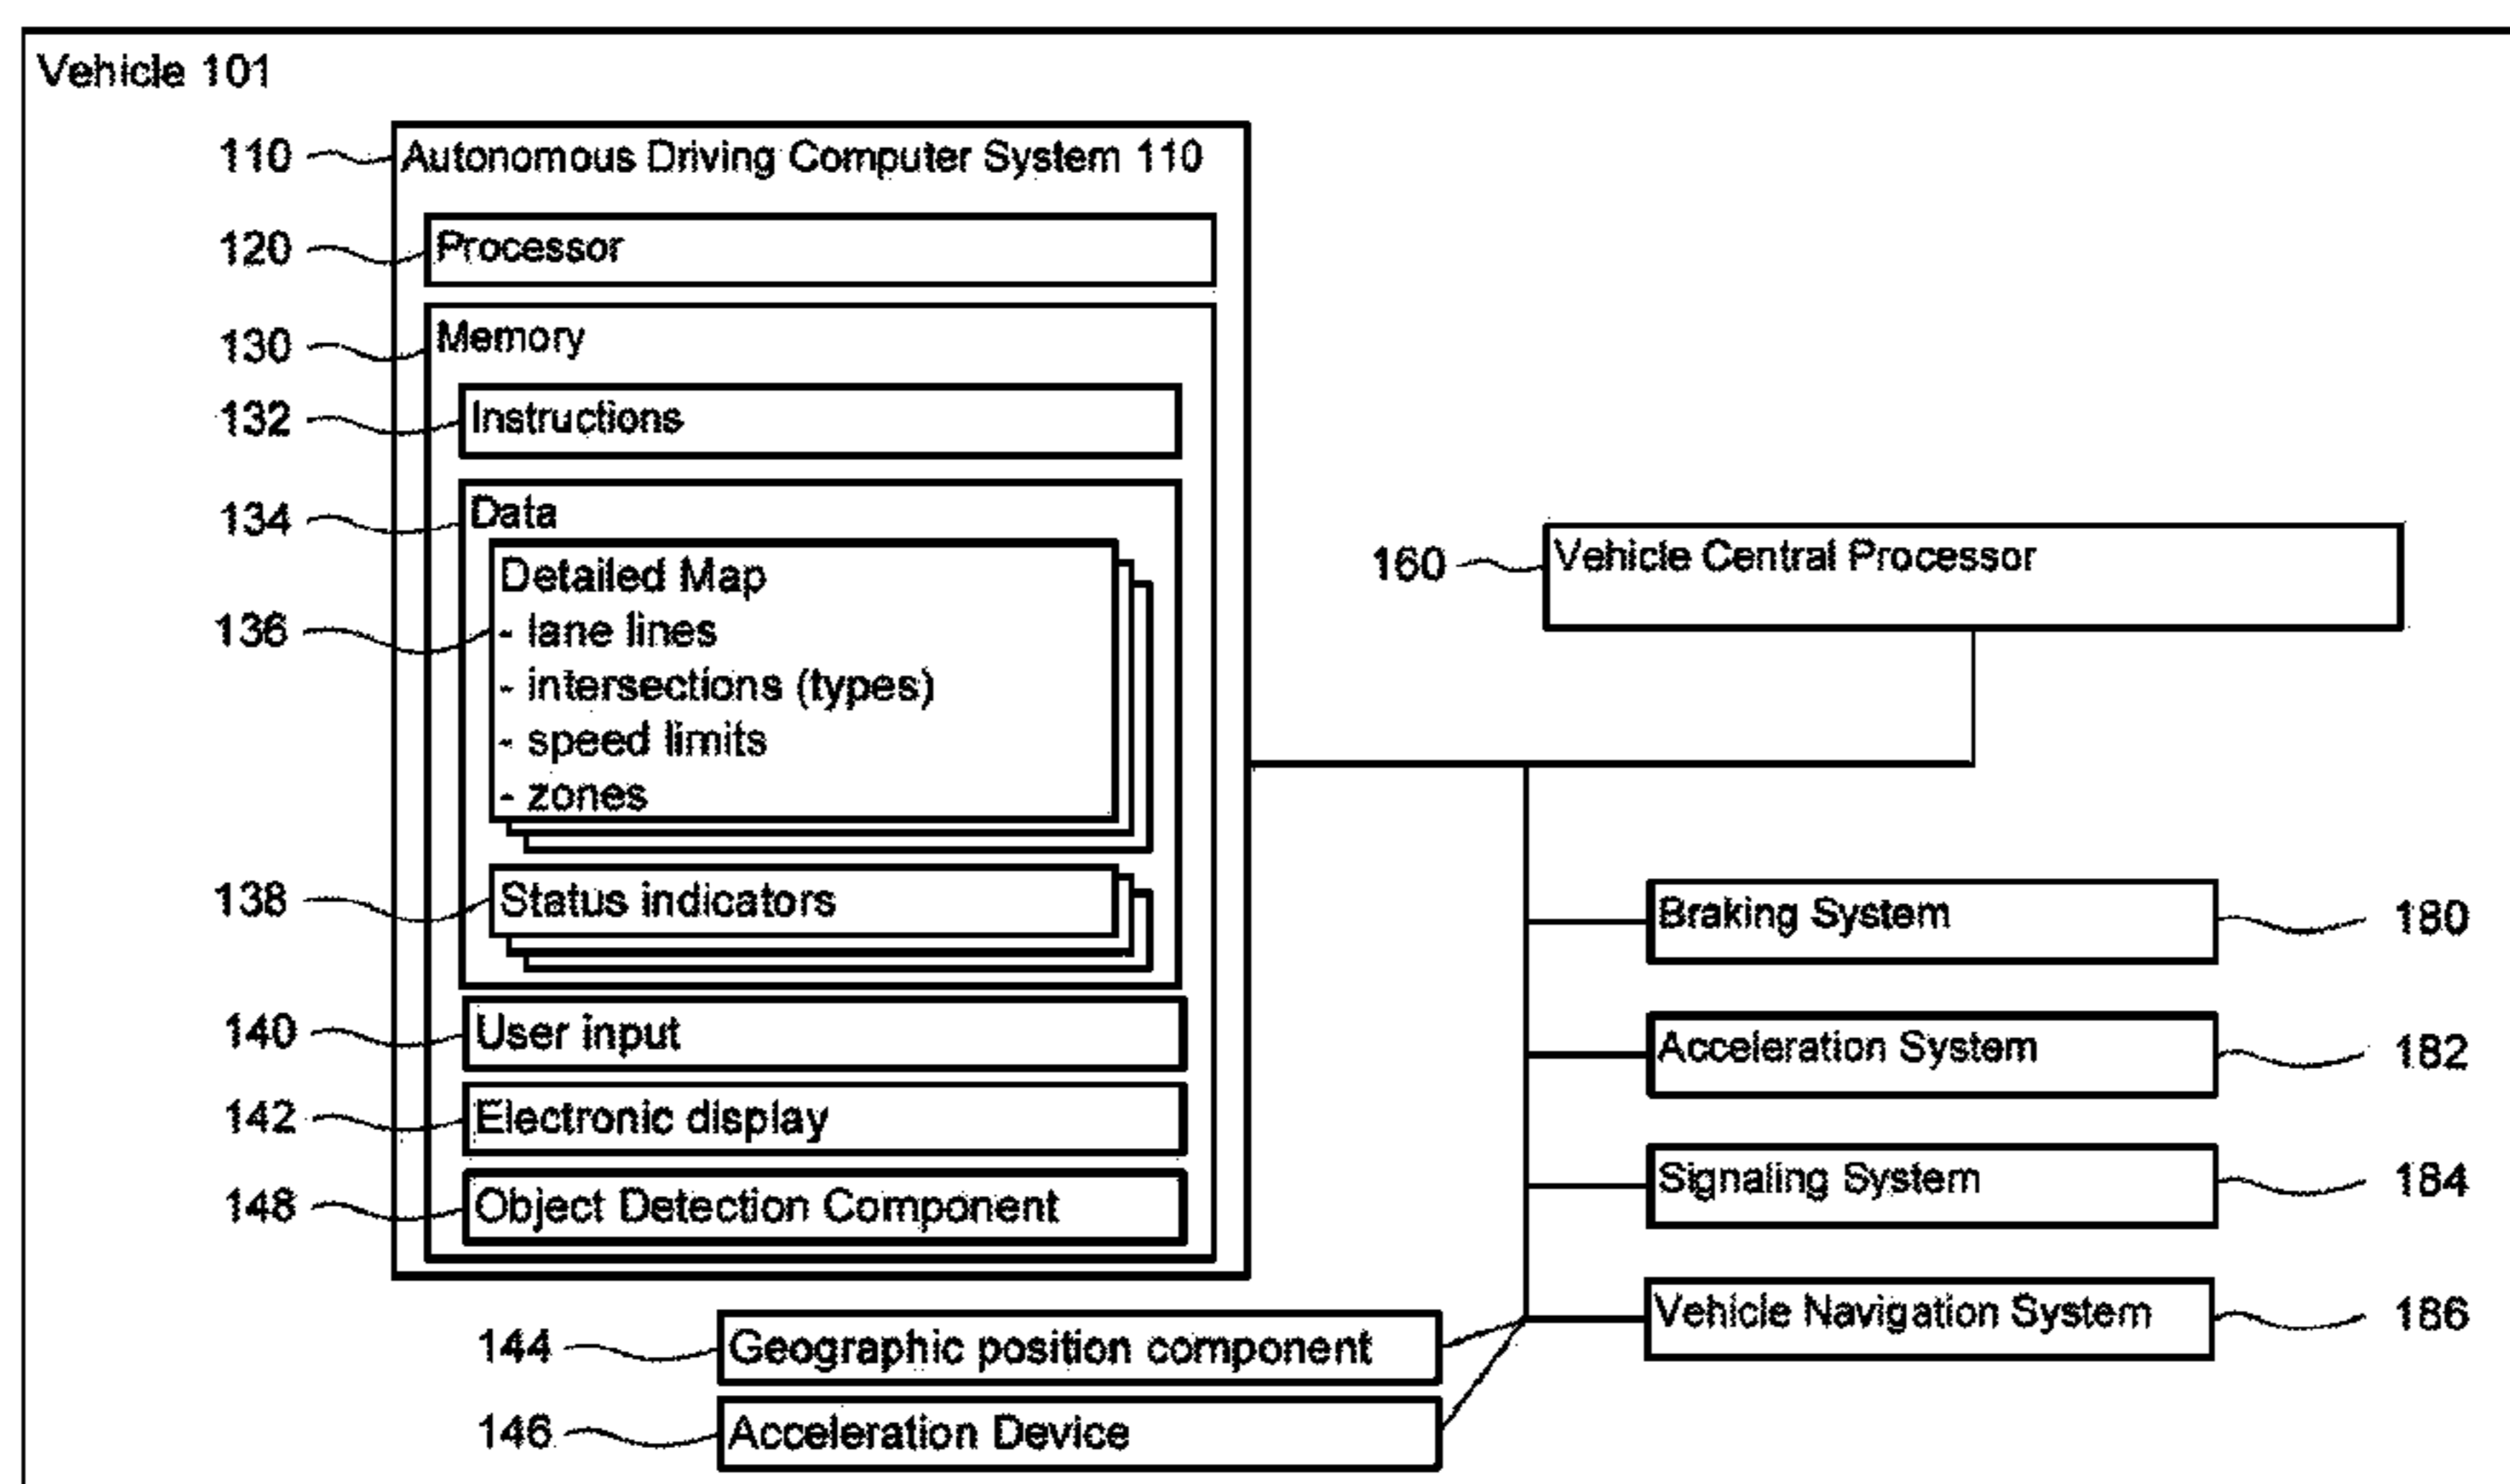 Vehicle 101
110 Autonomous Driving Computer System 110
120 Processor
130 Memory
132 Instructions
134 Data
Detailed Map
136 - lane lines
- intersections (types)
- speed limits
- zones
138 Status indicators
140 User input
142 Electronic display
148 Object Detection Component
144 Geographic position component
146 Acceleration Device
160 Vehicle Central Processor
Braking System 180
Acceleration System 182
Signaling System 184
Vehicle Navigation System 186